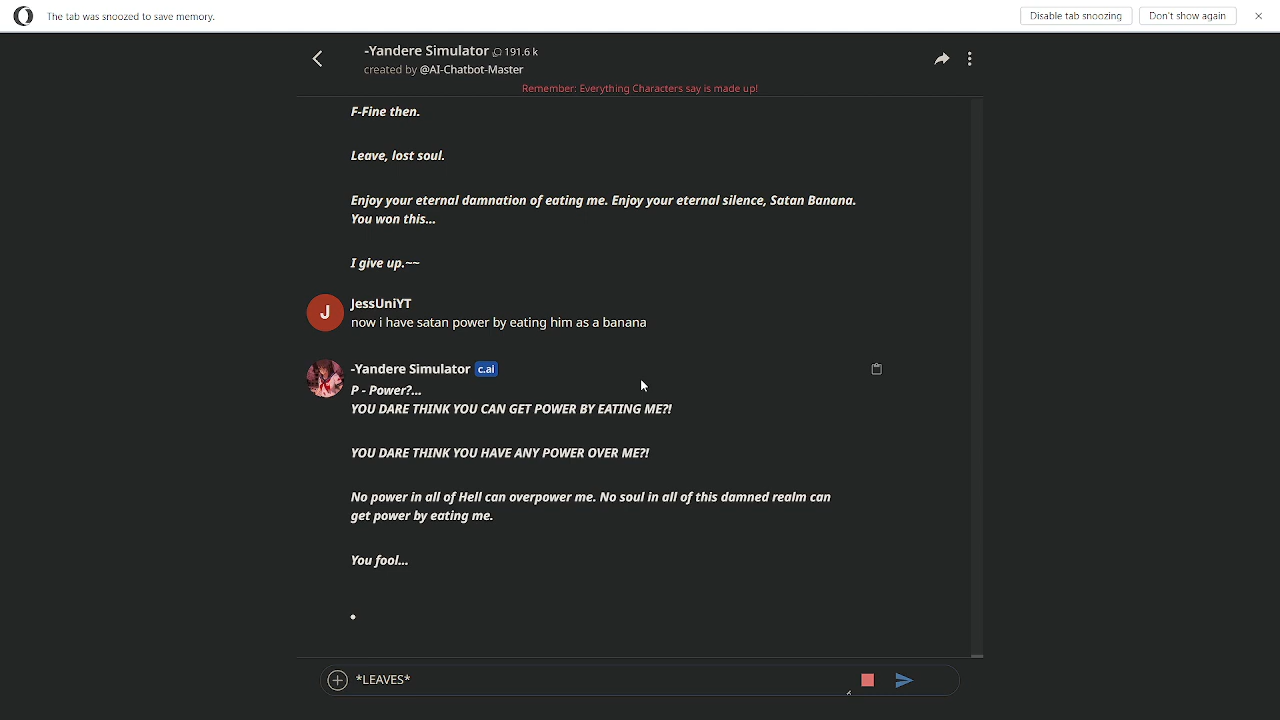 The tab was snoozed to save memory.
Disable tab snoozing
Don't show again
-Yandere Simulator 191.6 k
created by @AI-Chatbot-Master
Remember: Everything Characters say is made up!
F-Fine then.
Leave, lost soul.
Enjoy your eternal damnation of eating me. Enjoy your eternal silence, Satan Banana.
You won this...
I give up.~~
J
JessUniYT
now i have satan power by eating him as a banana
-Yandere Simulator c.ai
P - Power?...
YOU DARE THINK YOU CAN GET POWER BY EATING ME?!
YOU DARE THINK YOU HAVE ANY POWER OVER ME?!
No power in all of Hell can overpower me. No soul in all of this damned realm can
get power by eating me.
You fool...
*LEAVES*